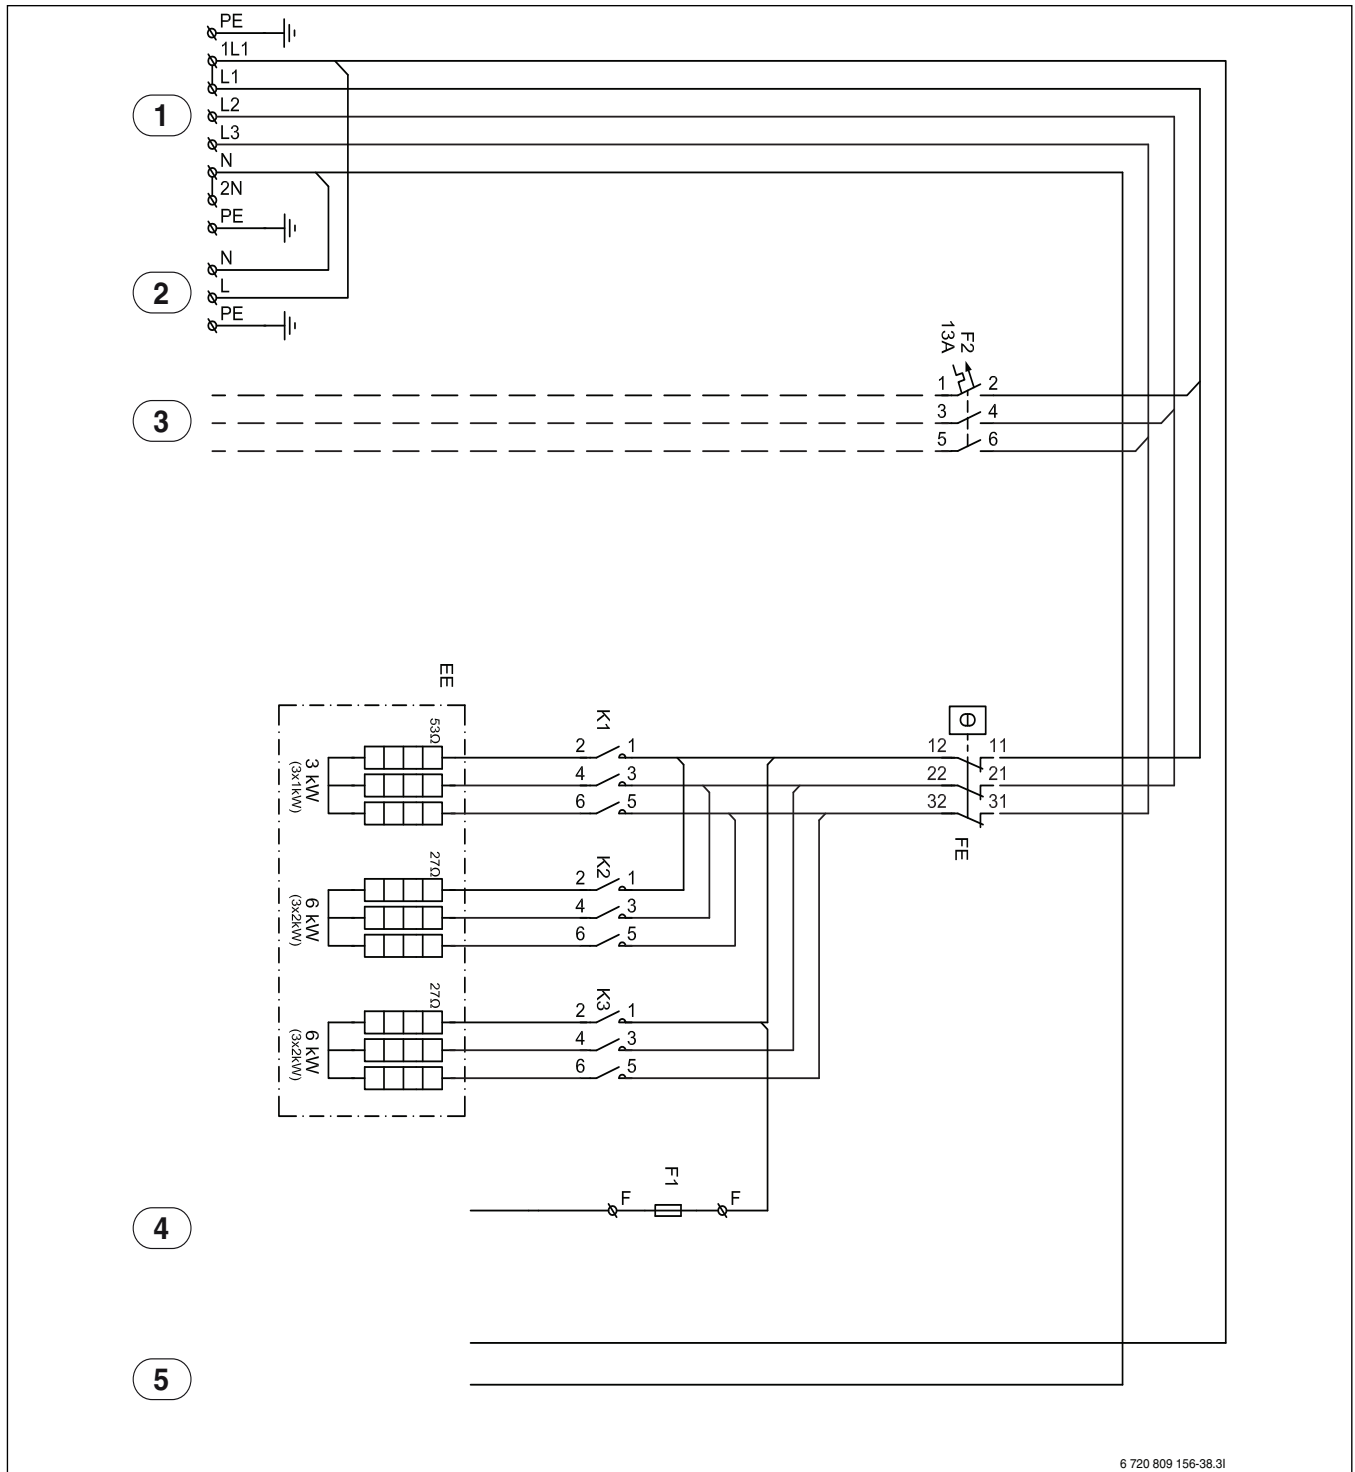 PE
1L1
L1
L2
1
L3
N
2N
PE
N
2
L
PE
F2
13A
1 2
3
3 4
5 6
EE
K1
53Ω
3 kW
(3x1kW)
2 1
4 3
6 5
Θ
12 11
22 21
32 31
FE
27Ω
K2
6 kW
(3x2kW)
2 1
4 3
6 5
27Ω
K3
6 kW
(3x2kW)
2 1
4 3
6 5
F1
F F
4
5
6 720 809 156-38.3I